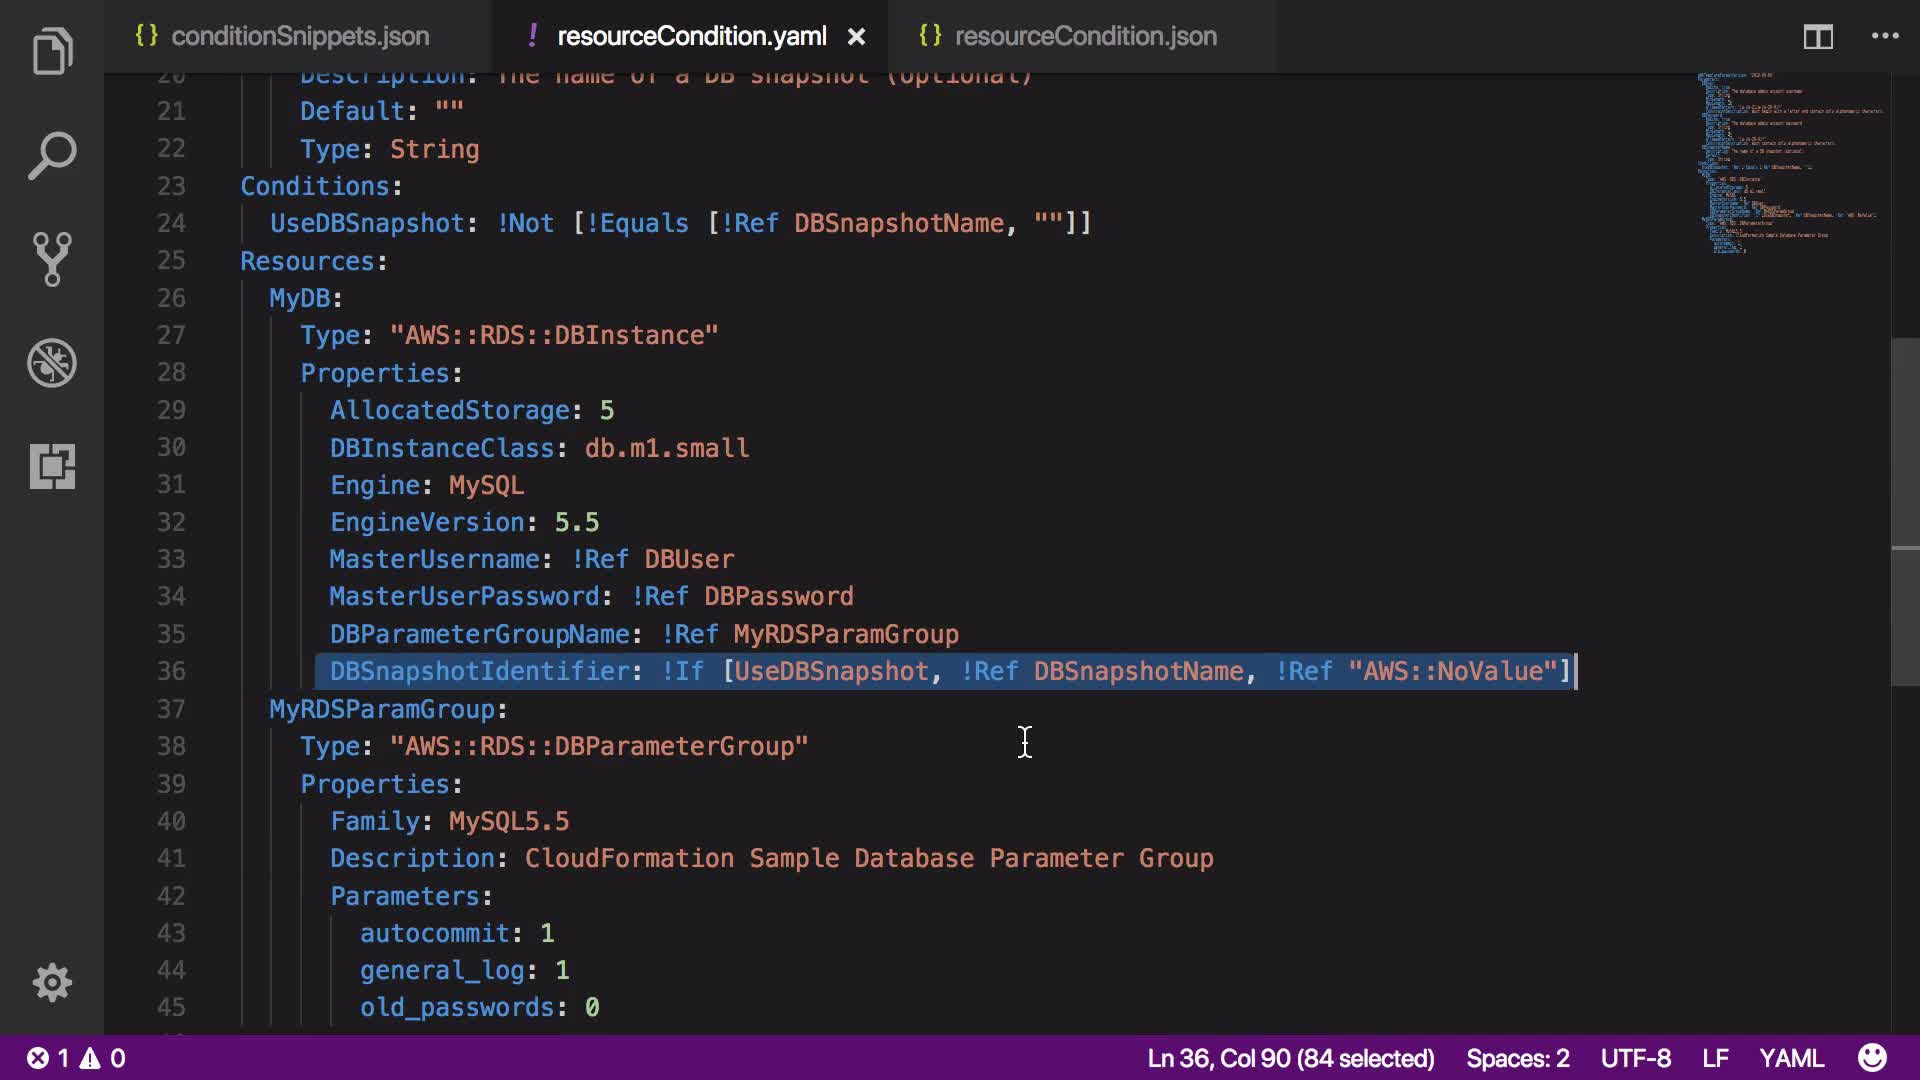 conditionSnippets.json
resourceCondition.yaml
resourceCondition.json
20 Description: The name of a DB snapshot (optional)
21 Default: ""
22 Type: String
23 Conditions:
24 UseDBSnapshot: !Not [!Equals [!Ref DBSnapshotName, ""]]
25 Resources:
26 MyDB:
27 Type: "AWS::RDS::DBInstance"
28 Properties:
29 AllocatedStorage: 5
30 DBInstanceClass: db.m1.small
31 Engine: MySQL
32 EngineVersion: 5.5
33 MasterUsername: !Ref DBUser
34 MasterUserPassword: !Ref DBPassword
35 DBParameterGroupName: !Ref MyRDSParamGroup
36 DBSnapshotIdentifier: !If [UseDBSnapshot, !Ref DBSnapshotName, !Ref "AWS::NoValue"]
37 MyRDSParamGroup:
38 Type: "AWS::RDS::DBParameterGroup"
39 Properties:
40 Family: MySQL5.5
41 Description: CloudFormation Sample Database Parameter Group
42 Parameters:
43 autocommit: 1
44 general_log: 1
45 old_passwords: 0
1 0
Ln 36, Col 90 (84 selected) Spaces: 2 UTF-8 LF YAML